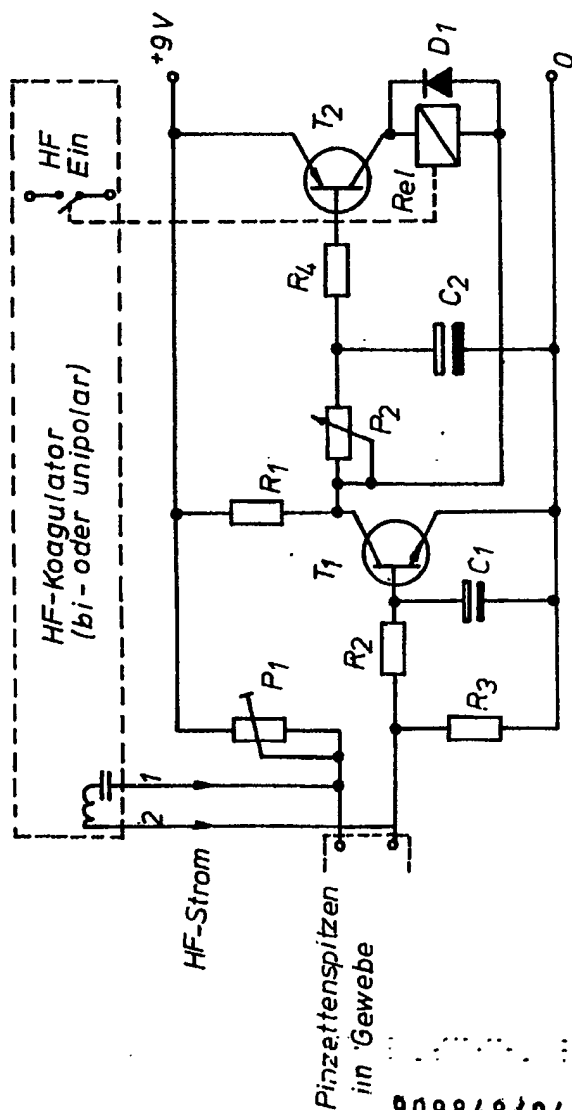 HF-Koagulator
(bi- oder unipolar)
HF
Ein
+9V
1
2
HF-Strom
P1
R1
R4
T2
Rel
D1
P2
C2
T1
R2
C1
R3
0
Pinzettenspitzen
im Gewebe